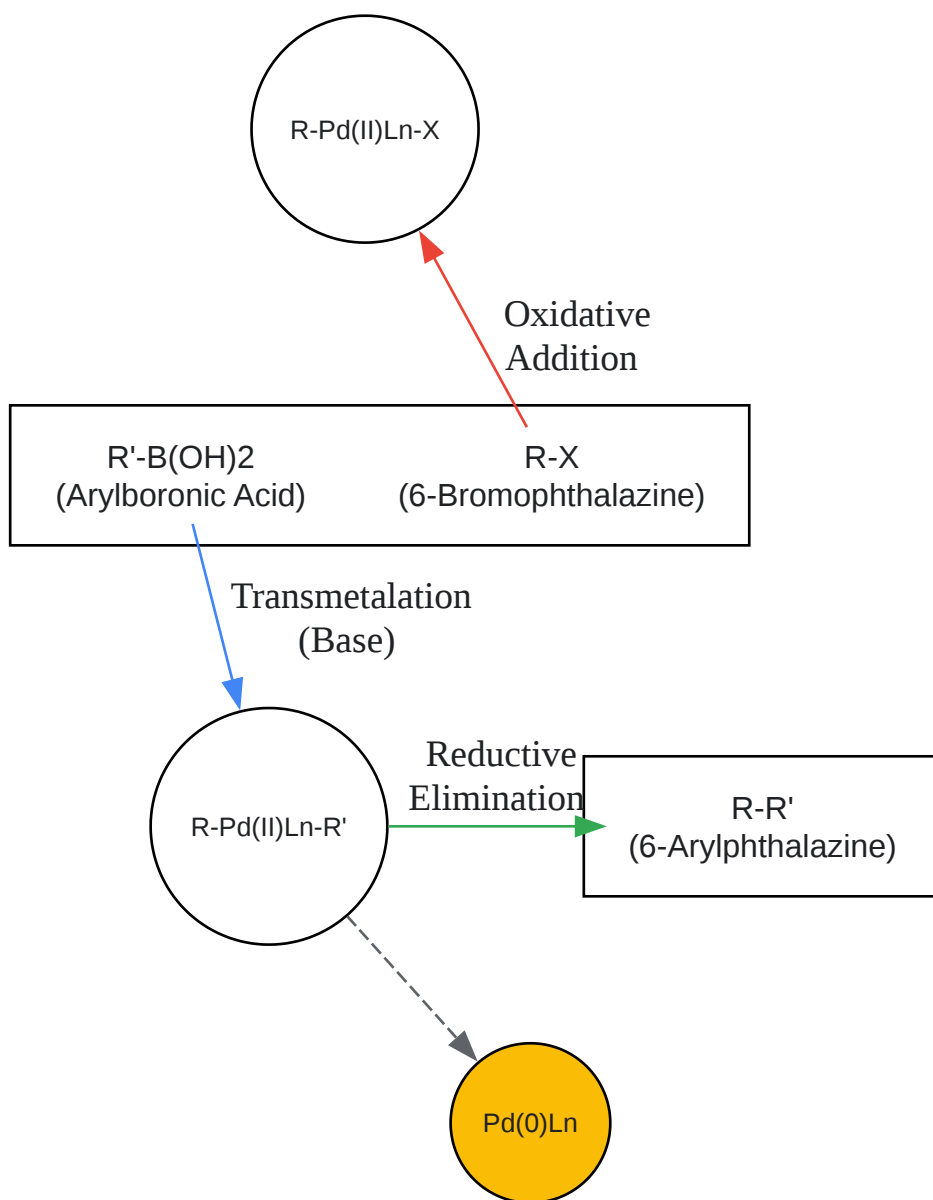 R-Pd(II)Ln-X
Oxidative
Addition
R'-B(OH)2
(Arylboronic Acid)
R-X
(6-Bromophthalazine)
Transmetalation
(Base)
R-Pd(II)Ln-R'
Reductive
Elimination
R-R'
(6-Arylphthalazine)
Pd(0)Ln